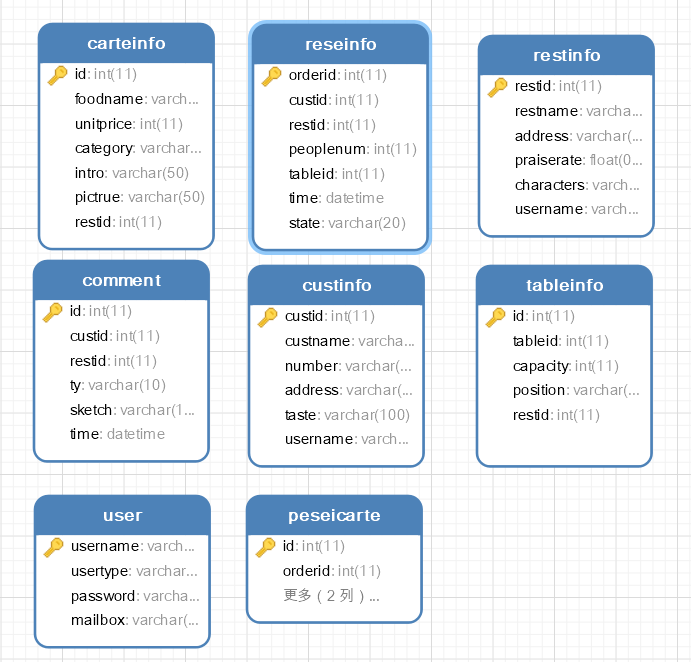 carteinfo
id: int(11)
foodname: varch...
unitprice: int(11)
category: varchar...
intro: varchar(50)
pictrue: varchar(50)
restid: int(11)
reseinfo
orderid: int(11)
custid: int(11)
restid: int(11)
peoplenum: int(11)
tableid: int(11)
time: datetime
state: varchar(20)
restinfo
restid: int(11)
restname: varcha...
address: varchar(...
praiserate: float(0...
characters: varch...
username: varch...
comment
id: int(11)
custid: int(11)
restid: int(11)
ty: varchar(10)
sketch: varchar(1...
time: datetime
custinfo
custid: int(11)
custname: varcha...
number: varchar(...
address: varchar(...
taste: varchar(100)
username: varch...
tableinfo
id: int(11)
tableid: int(11)
capacity: int(11)
position: varchar(...
restid: int(11)
user
username: varch...
usertype: varchar...
password: varcha...
mailbox: varchar(...
peseicarte
id: int(11)
orderid: int(11)
更多（2 列）...